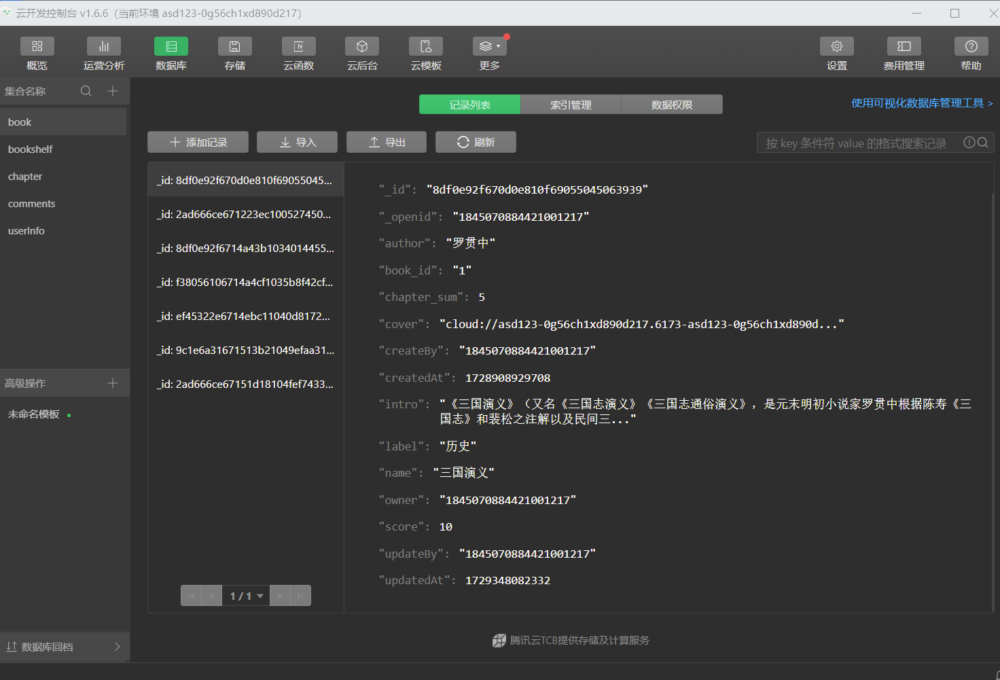 云开发控制台 v1.6.6（当前环境 asd123-0g56ch1xd890d217）
概览
运营分析
数据库
存储
云函数
云后台
云模板
更多
设置
费用管理
帮助
集合名称
book
bookshelf
chapter
comments
userInfo
高级操作
未命名模板
数据库回档
记录列表
索引管理
数据权限
使用可视化数据库管理工具 >
添加记录
导入
导出
刷新
按 key 条件符 value 的格式搜索记录
_id: 8df0e92f670d0e810f69055045...
_id: 2ad666ce671223ec100527450...
_id: 8df0e92f6714a43b1034014455...
_id: f38056106714a4cf1035b8f42cf...
_id: ef45322e6714ebc11040d8172...
_id: 9c1e6a31671513b21049efaa31...
_id: 2ad666ce67151d18104fef7433...
1 / 1
"_id": "8df0e92f670d0e810f69055045063939"
"_openid": "1845070884421001217"
"author": "罗贯中"
"book_id": "1"
"chapter_sum": 5
"cover": "cloud://asd123-0g56ch1xd890d217.6173-asd123-0g56ch1xd890d..."
"createBy": "1845070884421001217"
"createdAt": 1728908929708
"intro": "《三国演义》（又名《三国志演义》《三国志通俗演义》，是元末明初小说家罗贯中根据陈寿《三
国志》和裴松之注解以及民间三..."
"label": "历史"
"name": "三国演义"
"owner": "1845070884421001217"
"score": 10
"updateBy": "1845070884421001217"
"updatedAt": 1729348082332
腾讯云TCB提供存储及计算服务